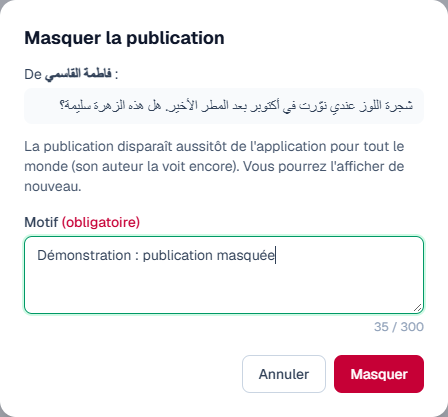 Masquer la publication
De فاطمة القاسمي :
شجرة اللوز عندي نوّرت في أكتوبر بعد المطر الأخير. هل هذه الزهرة سليمة؟
La publication disparaît aussitôt de l'application pour tout le
monde (son auteur la voit encore). Vous pourrez l'afficher de
nouveau.
Motif (obligatoire)
Démonstration : publication masquée
35 / 300
Annuler
Masquer